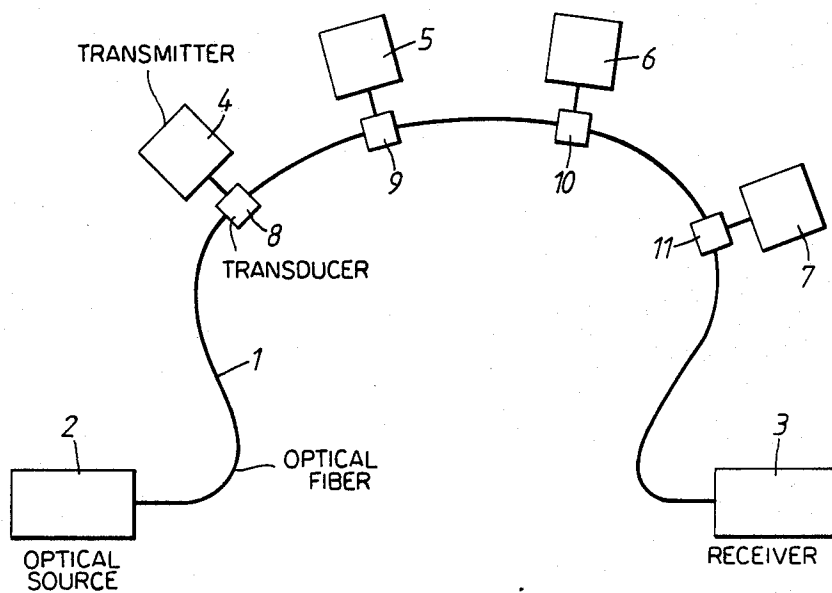 TRANSMITTER
4
5
6
8
9
10
TRANSDUCER
11
7
1
2
OPTICAL
FIBER
3
OPTICAL
SOURCE
RECEIVER